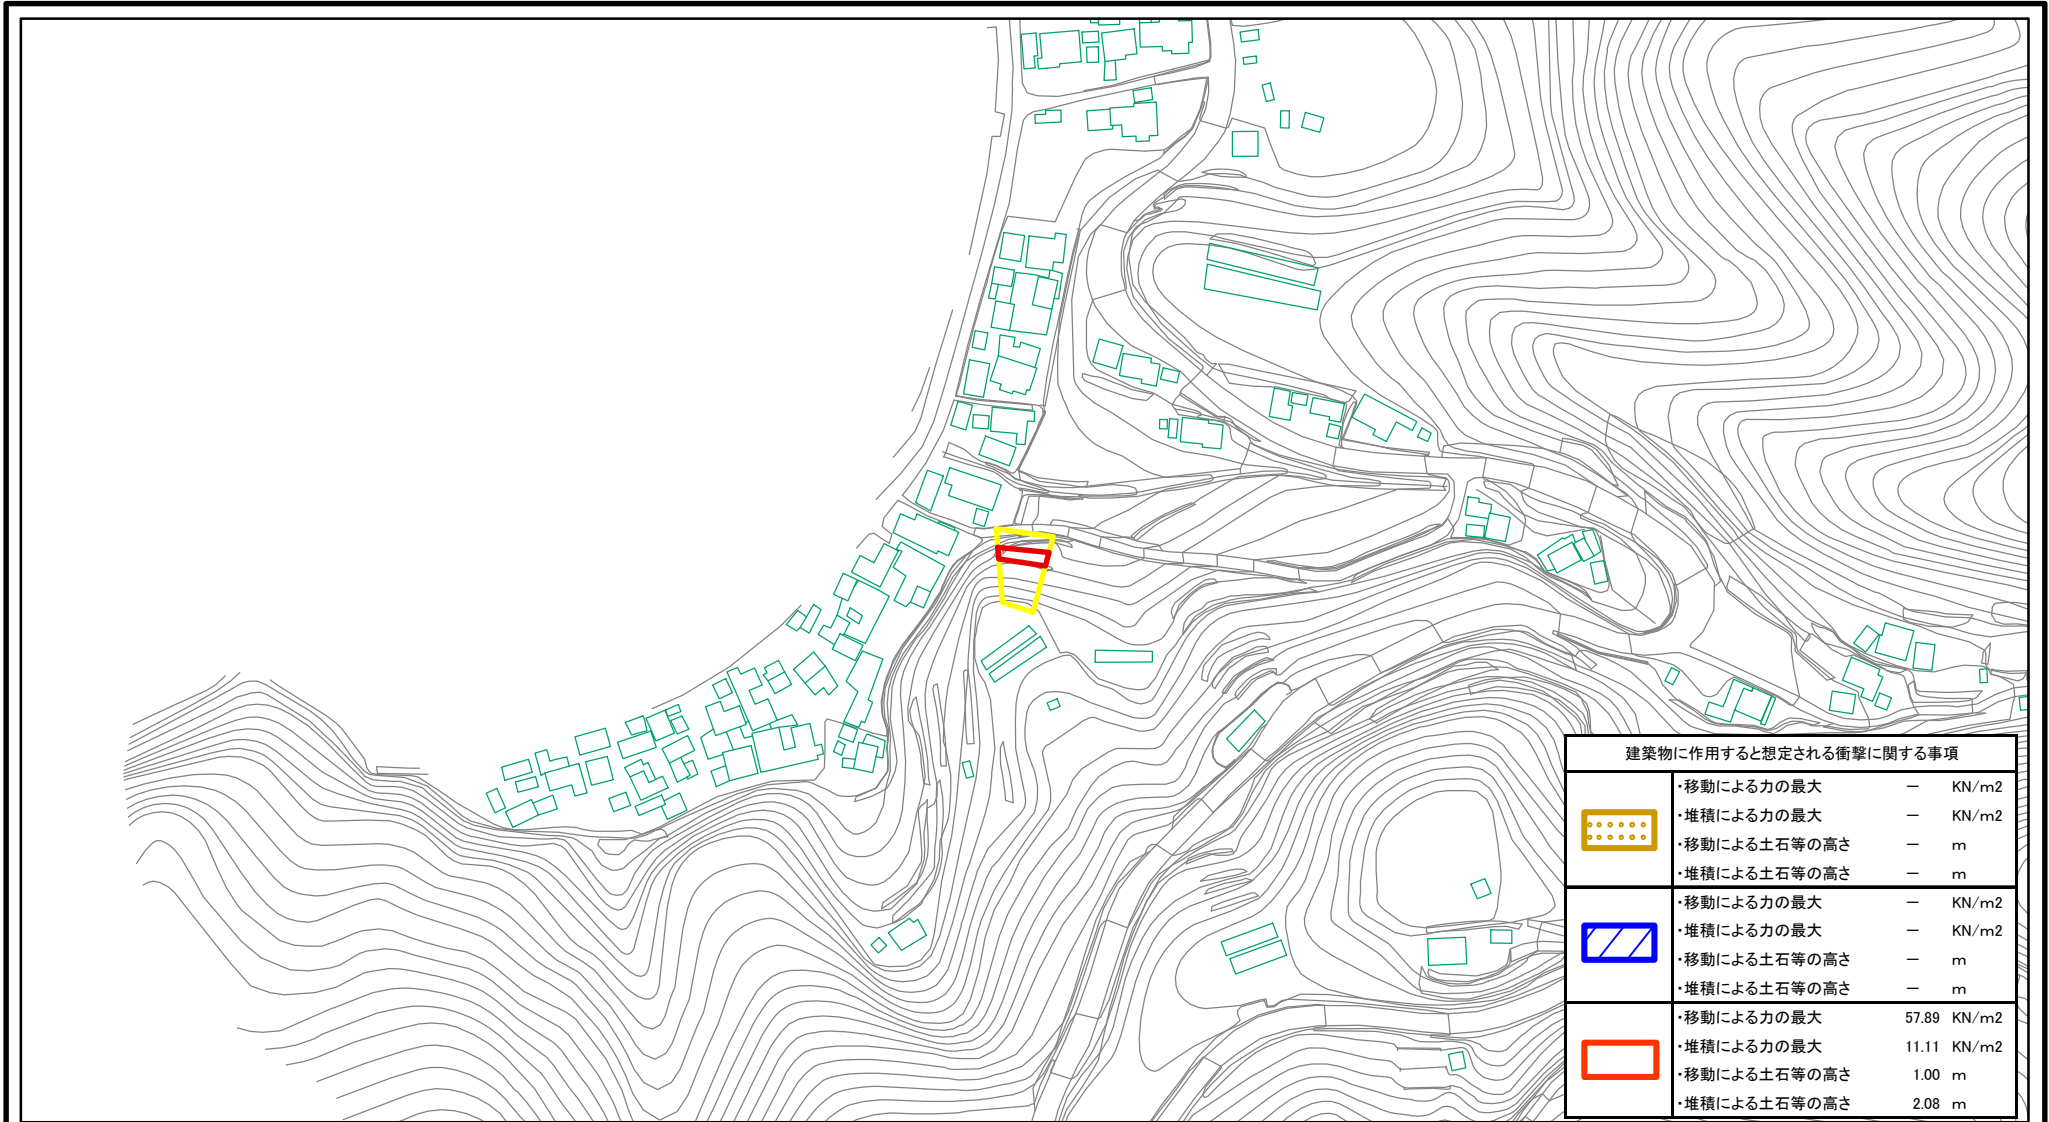 建築物に作用すると想定される衝撃に関する事項
・移動による力の最大 － KN/m2
・堆積による力の最大 － KN/m2
・移動による土石等の高さ － m
・堆積による土石等の高さ － m
・移動による力の最大 － KN/m2
・堆積による力の最大 － KN/m2
・移動による土石等の高さ － m
・堆積による土石等の高さ － m
・移動による力の最大 57.89 KN/m2
・堆積による力の最大 11.11 KN/m2
・移動による土石等の高さ 1.00 m
・堆積による土石等の高さ 2.08 m